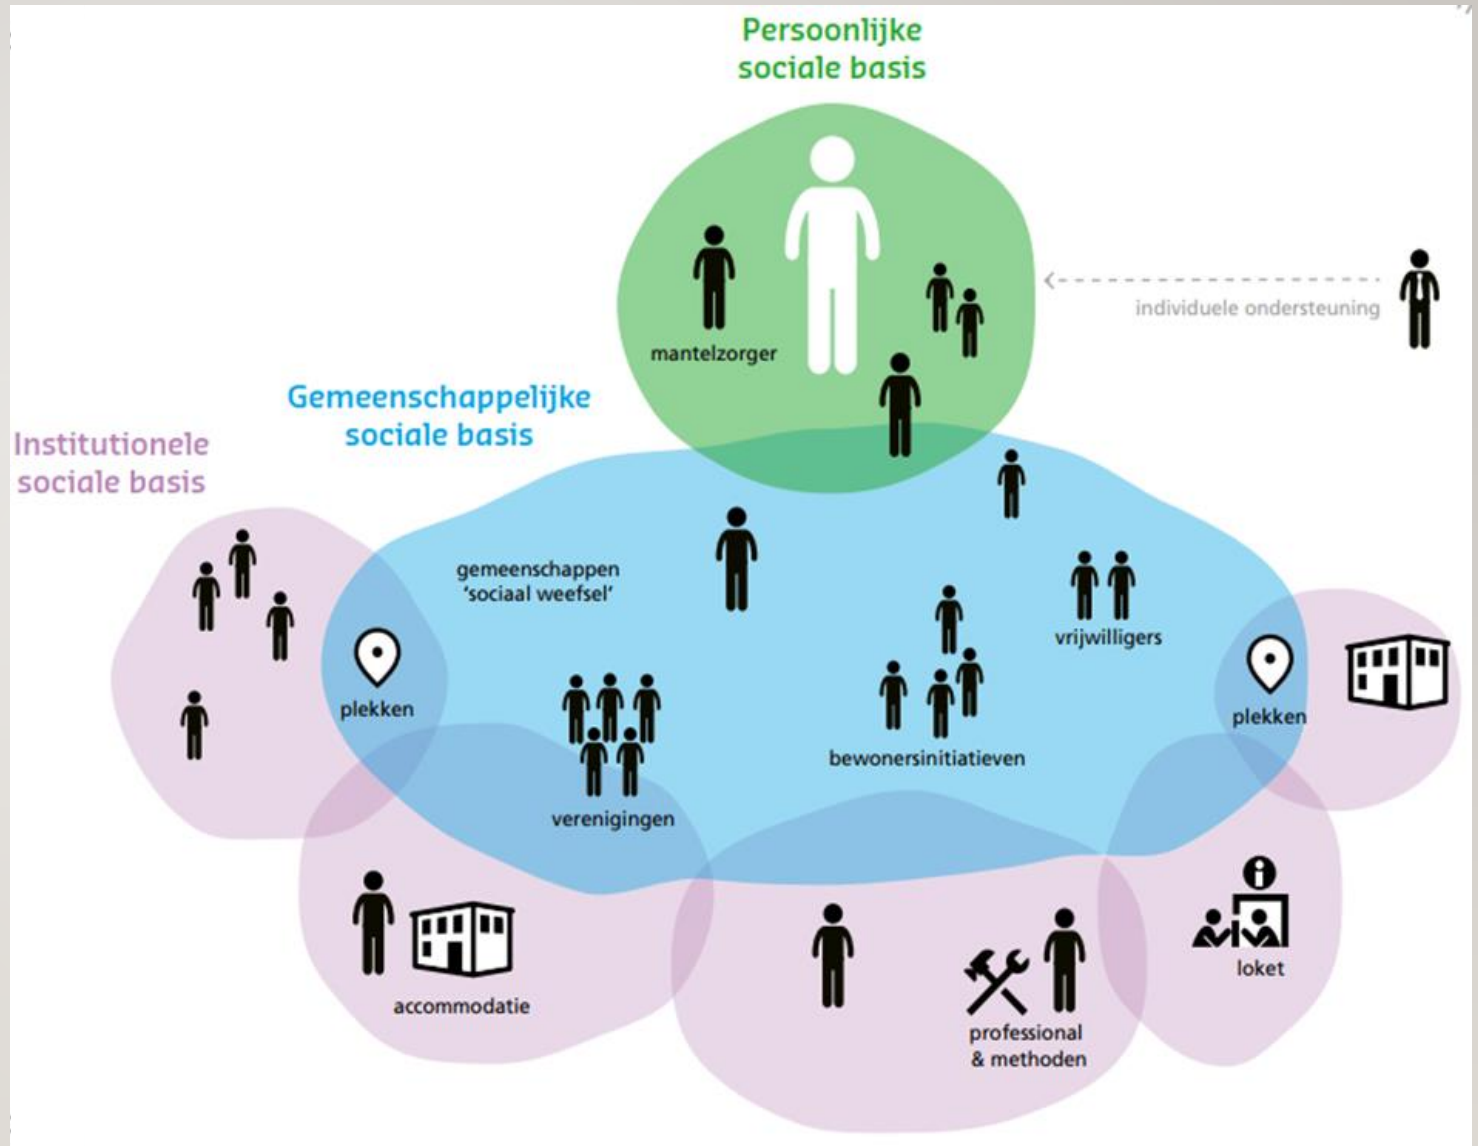 Persoonlijke
sociale basis
mantelzorger
individuele ondersteuning
Gemeenschappelijke
sociale basis
Institutionele
sociale basis
gemeenschappen
‘sociaal weefsel’
vrijwilligers
plekken
plekken
bewonersinitiatieven
verenigingen
loket
accommodatie
professional
& methoden